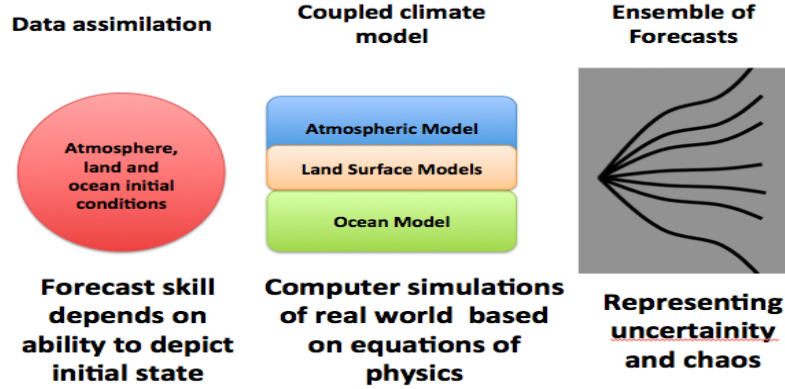 Data assimilation
Atmosphere,
land and
ocean initial
conditions
Forecast skill
depends on
ability to depict
initial state
Coupled climate
model
Atmospheric Model
Land Surface Models
Ocean Model
Computer simulations
of real world based
on equations of
physics
Ensemble of
Forecasts
Representing
uncertainity
and chaos